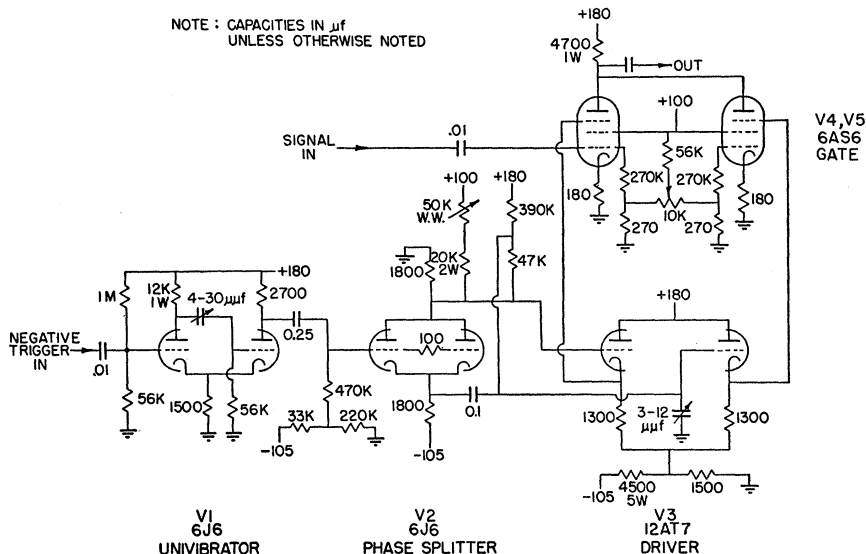 NOTE : CAPACITIES IN μf
UNLESS OTHERWISE NOTED
+180
4700
1W
OUT
+100
V4,V5
6AS6
GATE
SIGNAL
IN
.01
56K
270K
270K
180
180
10K
270
270
+100
+180
50K
W.W.
390K
20K
2W
47K
1800
+180
1M
12K
1W
4-30μμf
2700
0.25
+180
NEGATIVE
TRIGGER
IN
.01
100
56K
1500
56K
470K
1800
0.1
33K
220K
-105
-105
1300
3-12
μμf
1300
-105
4500
5W
1500
V1
6J6
UNIVIBRATOR
V2
6J6
PHASE SPLITTER
V3
12AT7
DRIVER